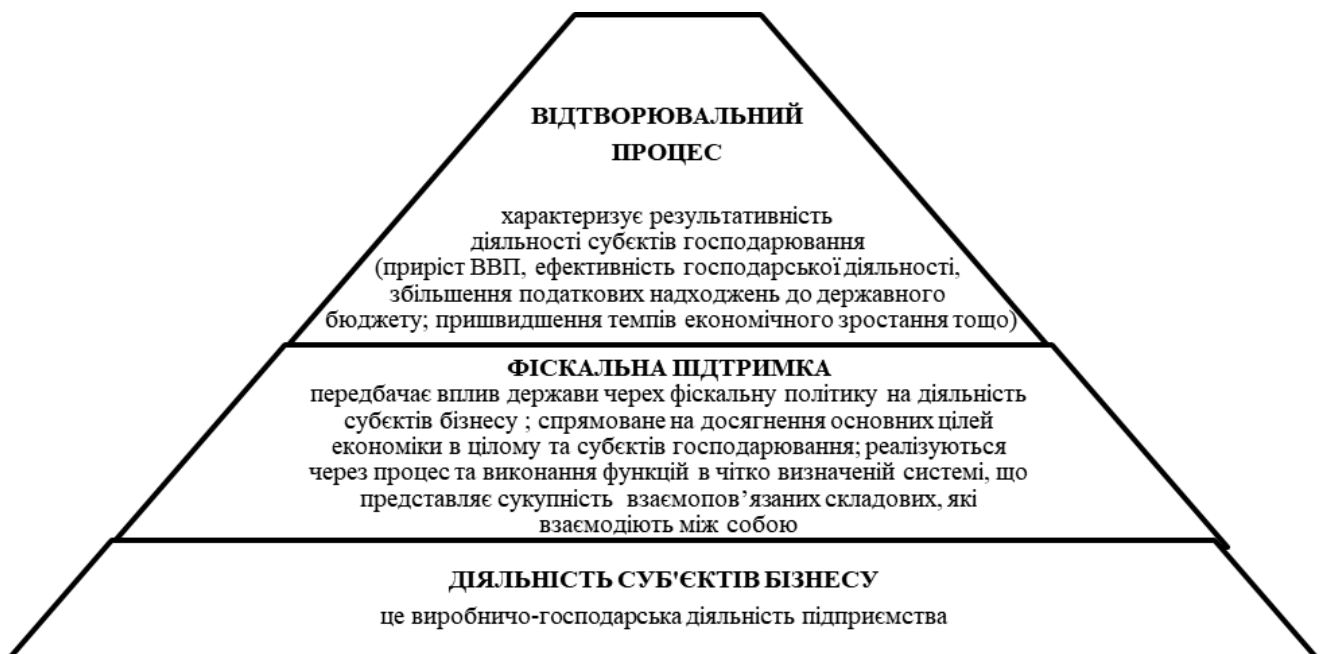 ВІДТВОРЮВАЛЬНИЙ
ПРОЦЕС
характеризує результативність
діяльності субєктів господарювання
(приріст ВВП, ефективність господарської діяльності,
збільшення податкових надходжень до державного
бюджету; пришвидшення темпів економічного зростання тощо)
ФІСКАЛЬНА ПІДТРИМКА
передбачає вплив держави черех фіскальну політику на діяльність
субєктів бізнесу ; спрямоване на досягнення основних цілей
економіки в цілому та субєктів господарювання; реалізуються
через процес та виконання функцій в чітко визначеній системі, що
представляє сукупність взаємопов’язаних складових, які
взаємодіють між собою
ДІЯЛЬНІСТЬ СУБ'ЄКТІВ БІЗНЕСУ
це виробничо-господарська діяльність підприємства